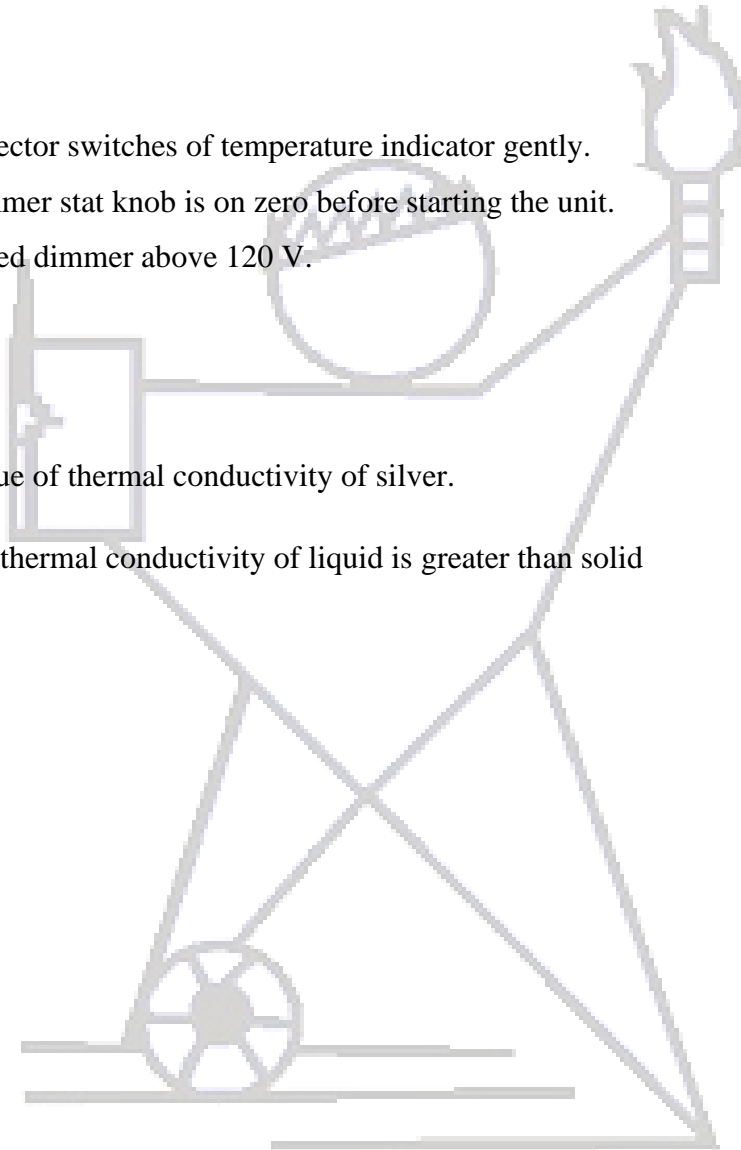 ector switches of temperature indicator gently.
mer stat knob is on zero before starting the unit.
ed dimmer above 120 V.
ue of thermal conductivity of silver.
thermal conductivity of liquid is greater than solid